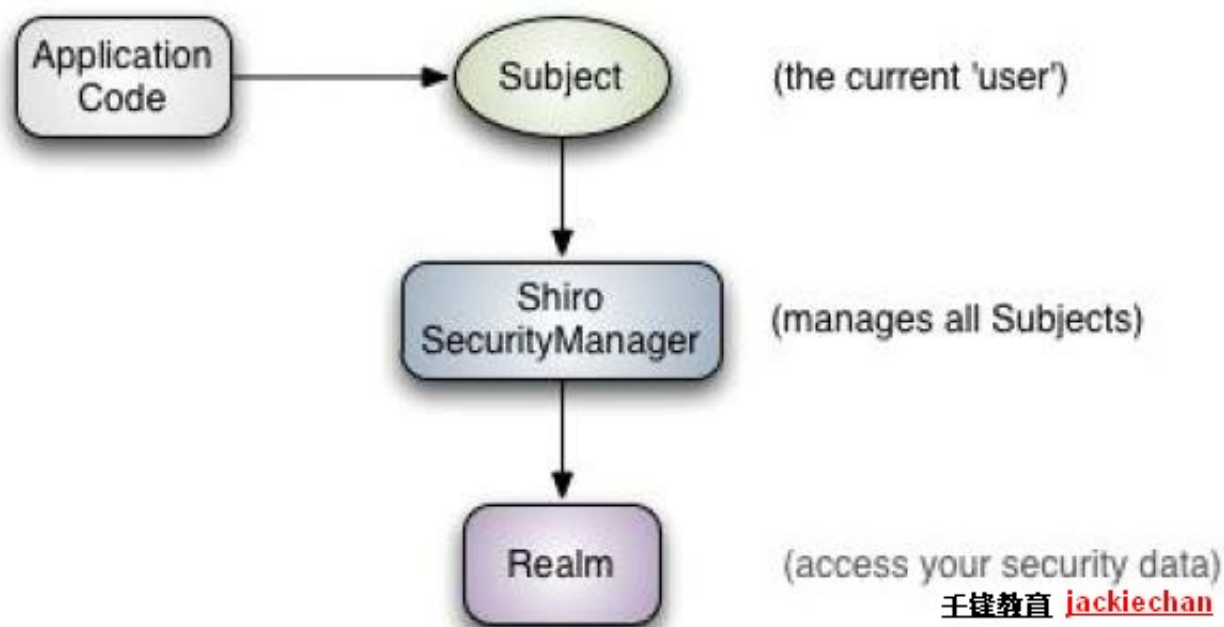 Application
Code
Subject
(the current 'user')
Shiro
SecurityManager
(manages all Subjects)
Realm
(access your security data)
千锋教育 jackiechan